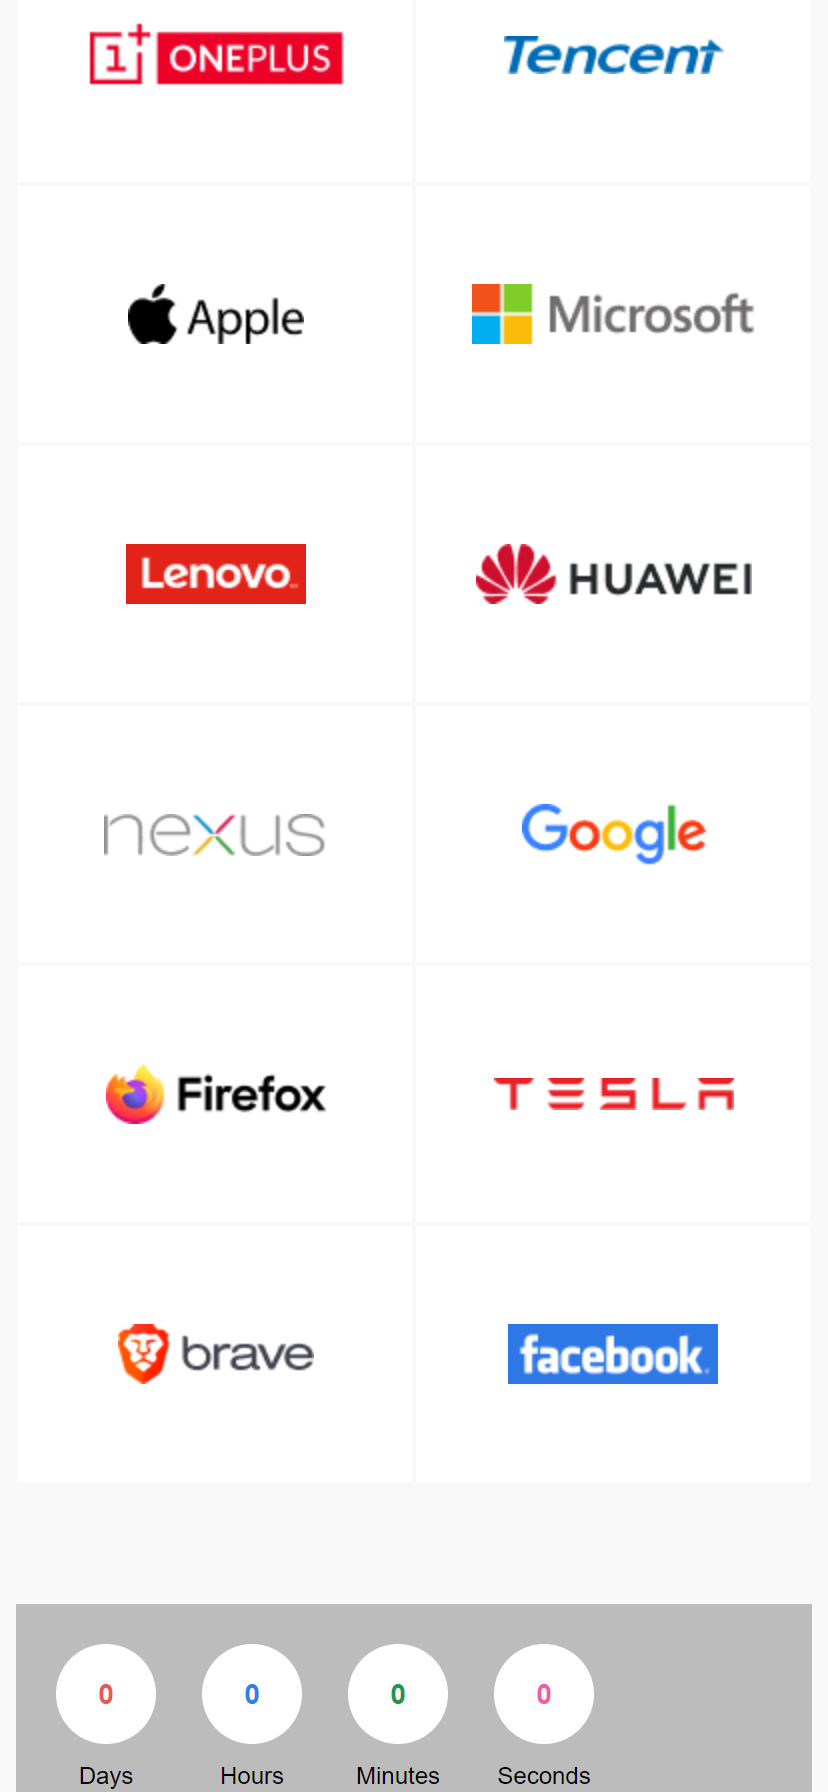 1+ ONEPLUS
Tencent
Apple
Microsoft
Lenovo
HUAWEI
nexus
Google
Firefox
TESLA
brave
facebook
0 0 0 0
Days Hours Minutes Seconds